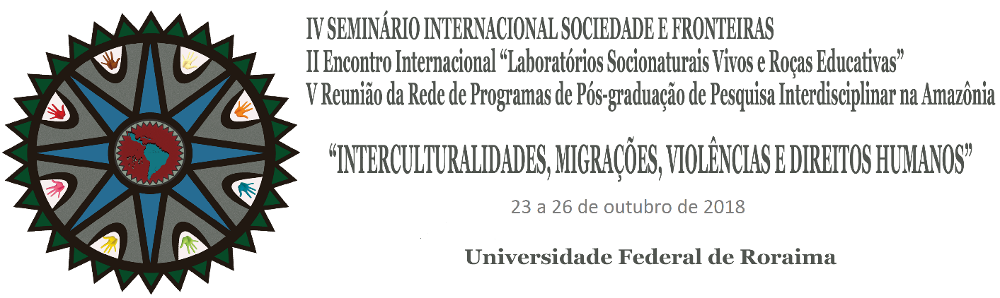 IV SEMINÁRIO INTERNACIONAL SOCIEDADE E FRONTEIRAS
II Encontro Internacional “Laboratórios Socionaturais Vivos e Roças Educativas”
V Reunião da Rede de Programas de Pós-graduação de Pesquisa Interdisciplinar na Amazônia
“INTERCULTURALIDADES, MIGRAÇÕES, VIOLÊNCIAS E DIREITOS HUMANOS”
23 a 26 de outubro de 2018
Universidade Federal de Roraima